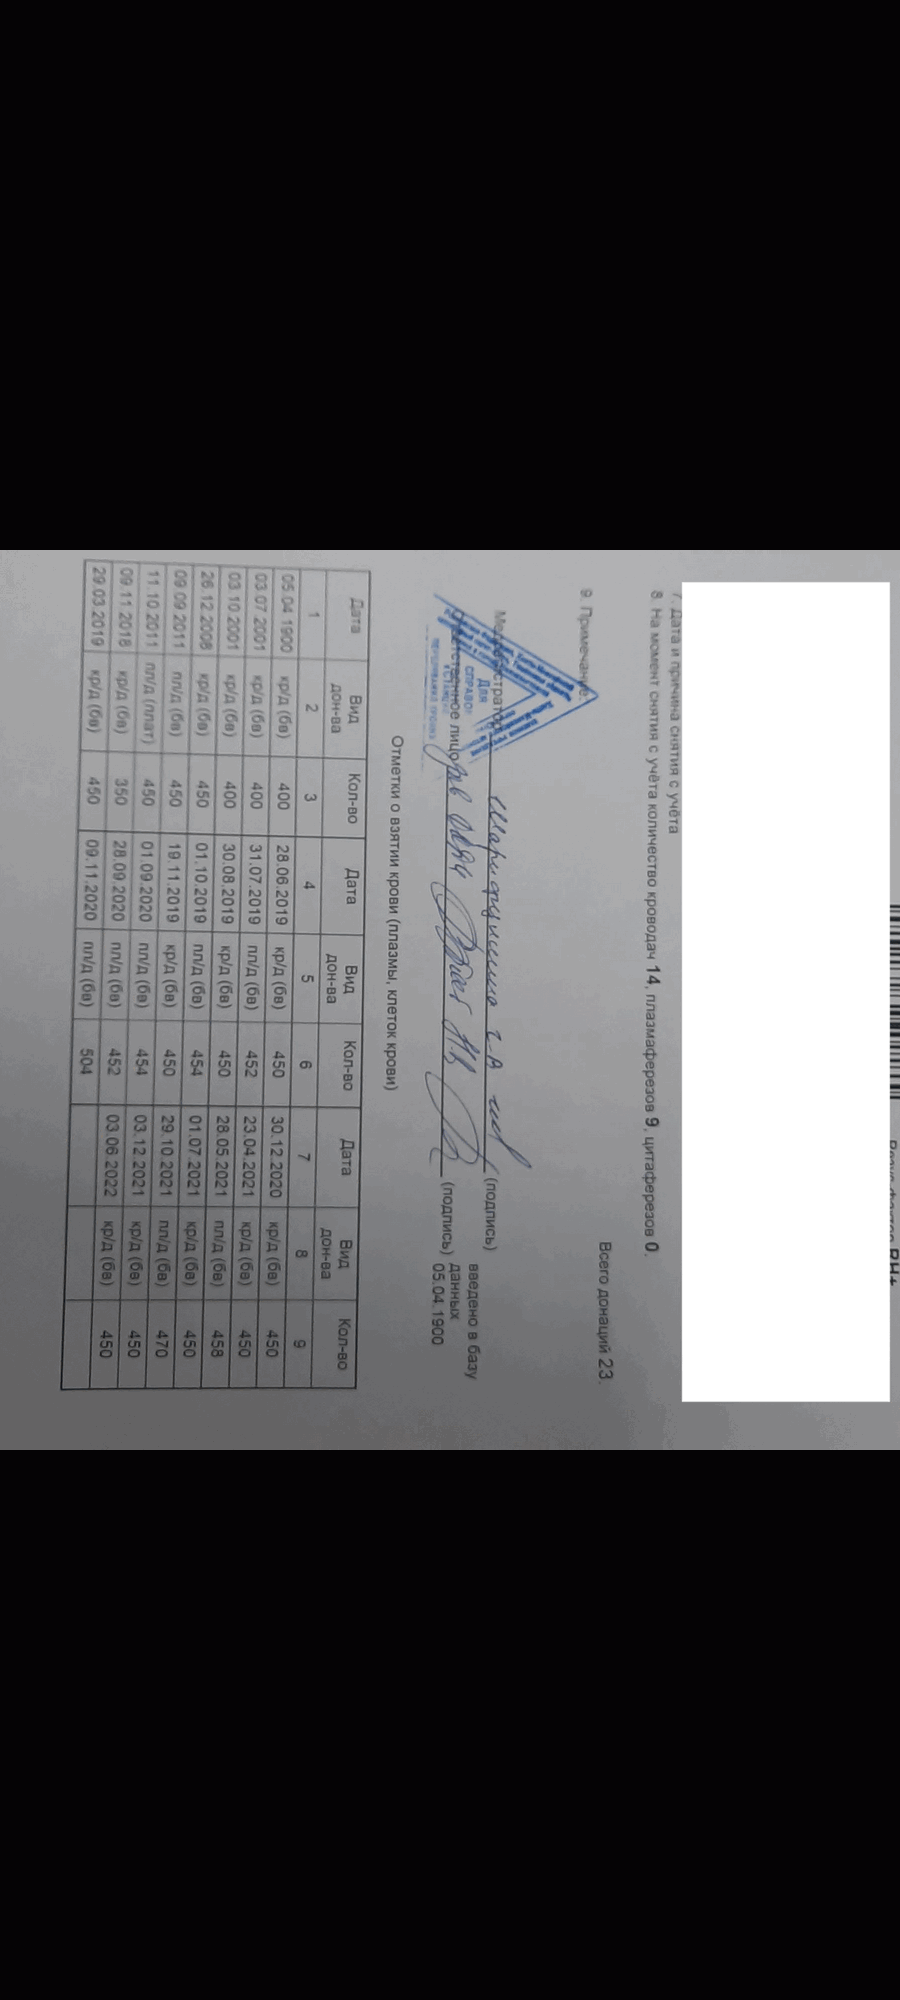 Резус-фактор RH+
7. Дата и причина снятия с учёта
8. На момент снятия с учёта количество кроводач 14, плазмаферезов 9, цитаферезов 0.
Всего донаций 23.
9. Примечание:
Медрегистратор (подпись)
Ответственное лицо (подпись)
введено в базу
данных
05.04.1900
Для
справок
Отметки о взятии крови (плазмы, клеток крови)
Дата Вид дон-ва Кол-во Дата Вид дон-ва Кол-во Дата Вид дон-ва Кол-во
1 2 3 4 5 6 7 8 9
05.04.1900 кр/д (бв) 400 28.06.2019 кр/д (бв) 450 30.12.2020 кр/д (бв) 450
03.07.2001 кр/д (бв) 400 31.07.2019 пл/д (бв) 452 23.04.2021 кр/д (бв) 450
03.10.2001 кр/д (бв) 400 30.08.2019 кр/д (бв) 450 28.05.2021 пл/д (бв) 458
26.12.2008 кр/д (бв) 450 01.10.2019 пл/д (бв) 454 01.07.2021 кр/д (бв) 450
09.09.2011 пл/д (бв) 450 19.11.2019 кр/д (бв) 450 29.10.2021 пл/д (бв) 470
11.10.2011 пл/д (плат) 450 01.09.2020 пл/д (бв) 454 03.12.2021 кр/д (бв) 450
09.11.2018 кр/д (бв) 350 28.09.2020 пл/д (бв) 452 03.06.2022 кр/д (бв) 450
29.03.2019 кр/д (бв) 450 09.11.2020 пл/д (бв) 504